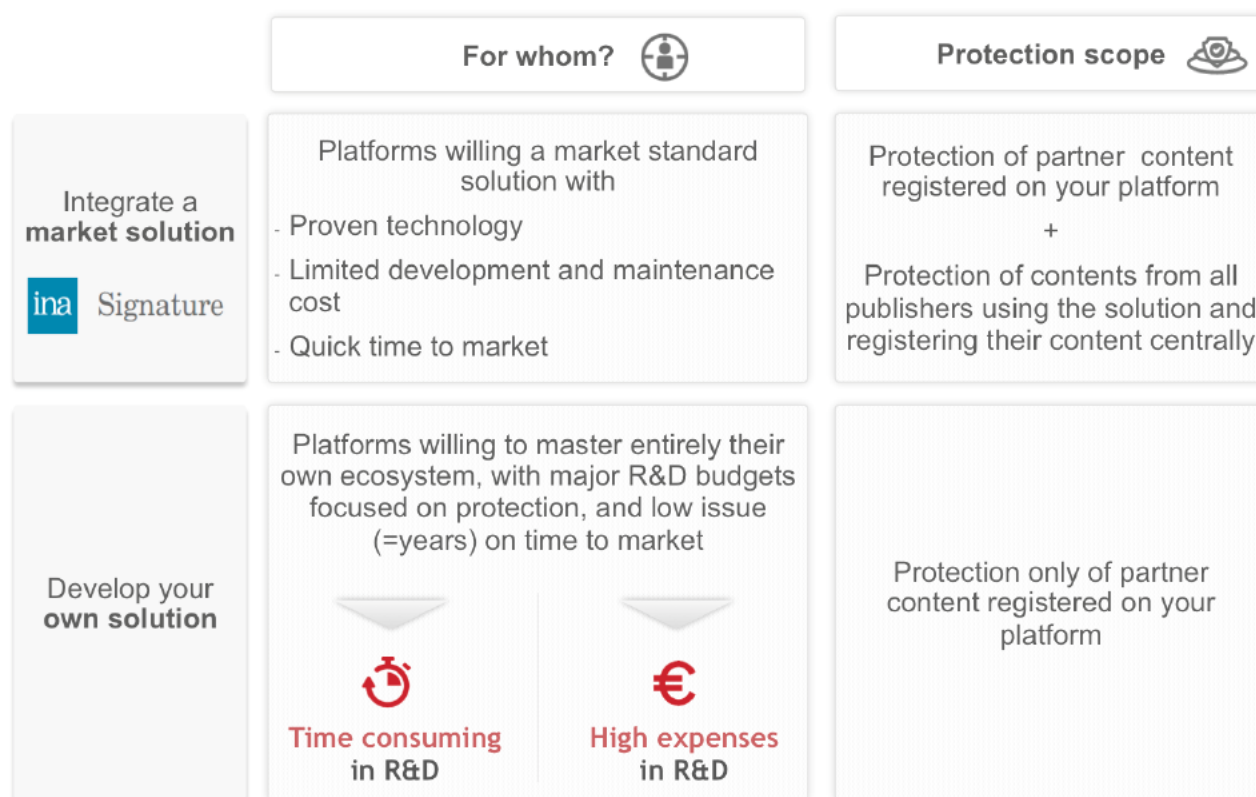 For whom?
Protection scope
Integrate a
market solution
ina Signature
Platforms willing a market standard
solution with
- Proven technology
- Limited development and maintenance
cost
- Quick time to market
Protection of partner content
registered on your platform
+
Protection of contents from all
publishers using the solution and
registering their content centrally
Develop your
own solution
Platforms willing to master entirely their
own ecosystem, with major R&D budgets
focused on protection, and low issue
(=years) on time to market
Time consuming
in R&D
€
High expenses
in R&D
Protection only of partner
content registered on your
platform